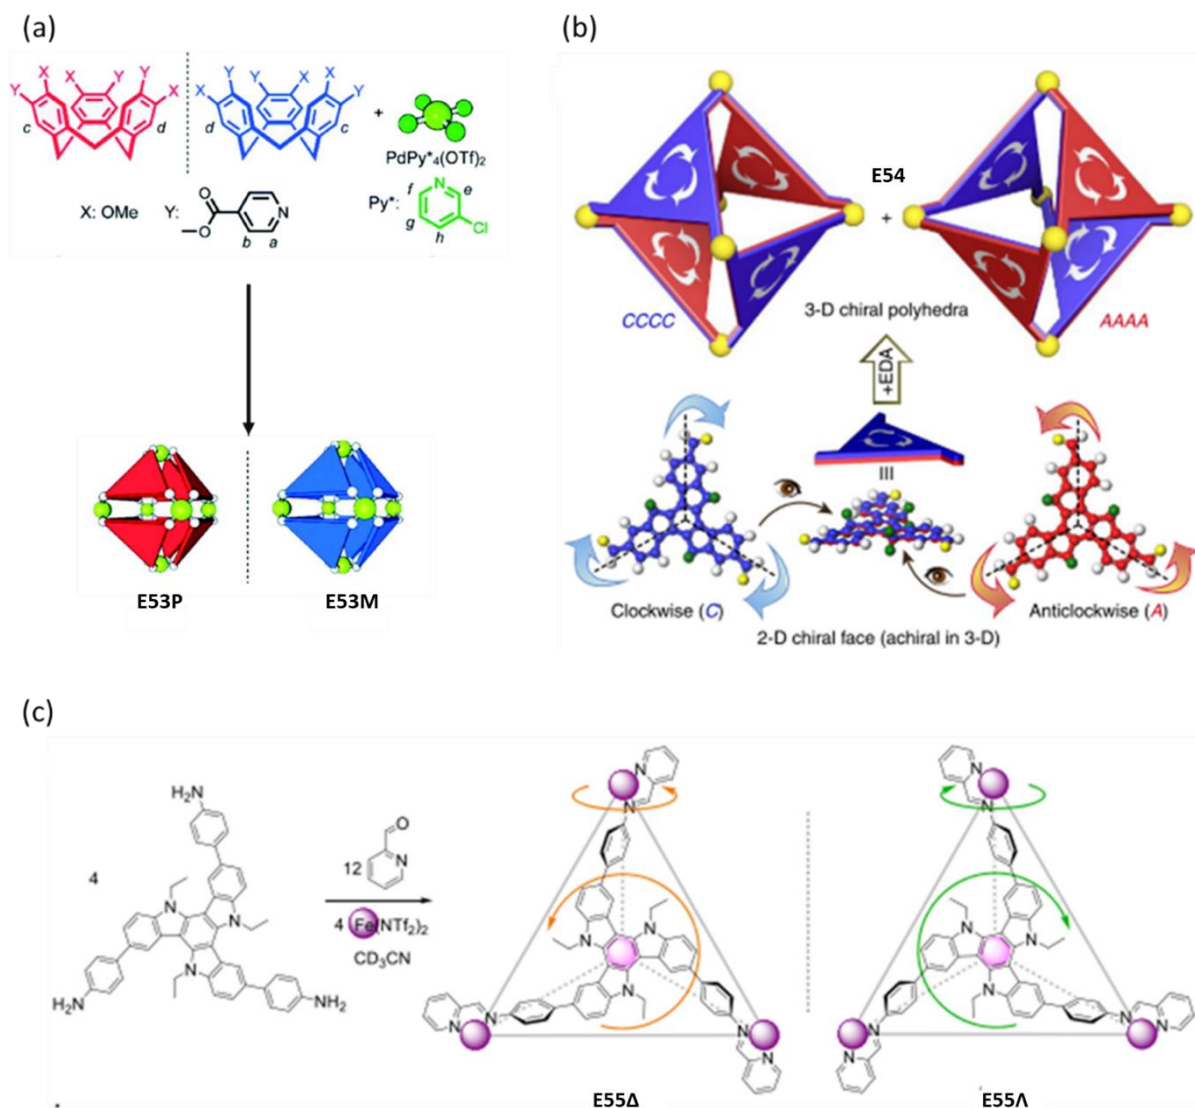 (a)
X X Y Y
Y X
c d
Y Y X X
X Y
d c
+
PdPy*4(OTf)2
X: OMe Y:
O
O
N
b a
Py*:
N
f e
g
h
Cl
E53P E53M
(b)
E54
+
CCCC
3-D chiral polyhedra
AAAA
+EDA
Clockwise (C)
Anticlockwise (A)
2-D chiral face (achiral in 3-D)
(c)
H2N
4
N
N
N
H2N
NH2
O
12
N
4 Fe(NTf2)2
CD3CN
N
N
N
N
N
N
N
N
N
E55Δ
N
N
N
N
N
N
N
N
N
E55Λ